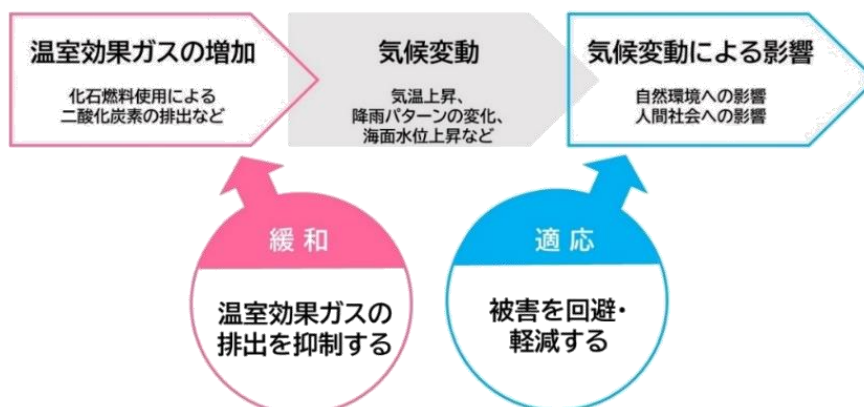 温室効果ガスの増加
化石燃料使用による
二酸化炭素の排出など
気候変動
気温上昇、
降雨パターンの変化、
海面水位上昇など
気候変動による影響
自然環境への影響
人間社会への影響
緩和
温室効果ガスの
排出を抑制する
適応
被害を回避・
軽減する